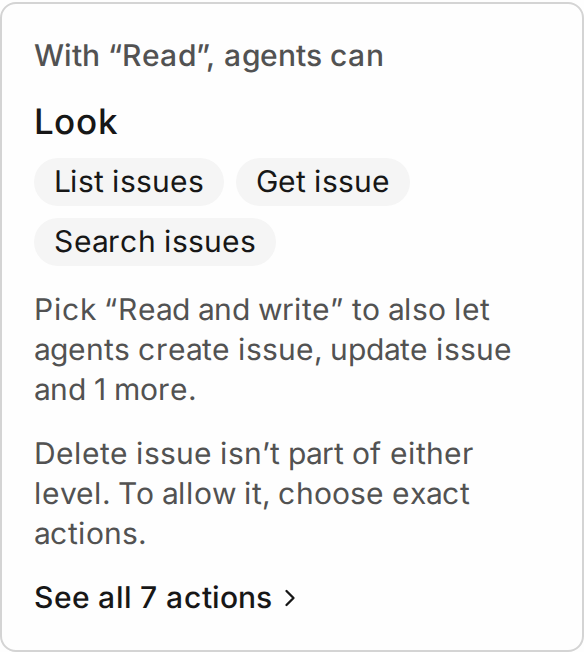 With “Read”, agents can
Look
List issues Get issue
Search issues
Pick “Read and write” to also let
agents create issue, update issue
and 1 more.
Delete issue isn’t part of either
level. To allow it, choose exact
actions.
See all 7 actions